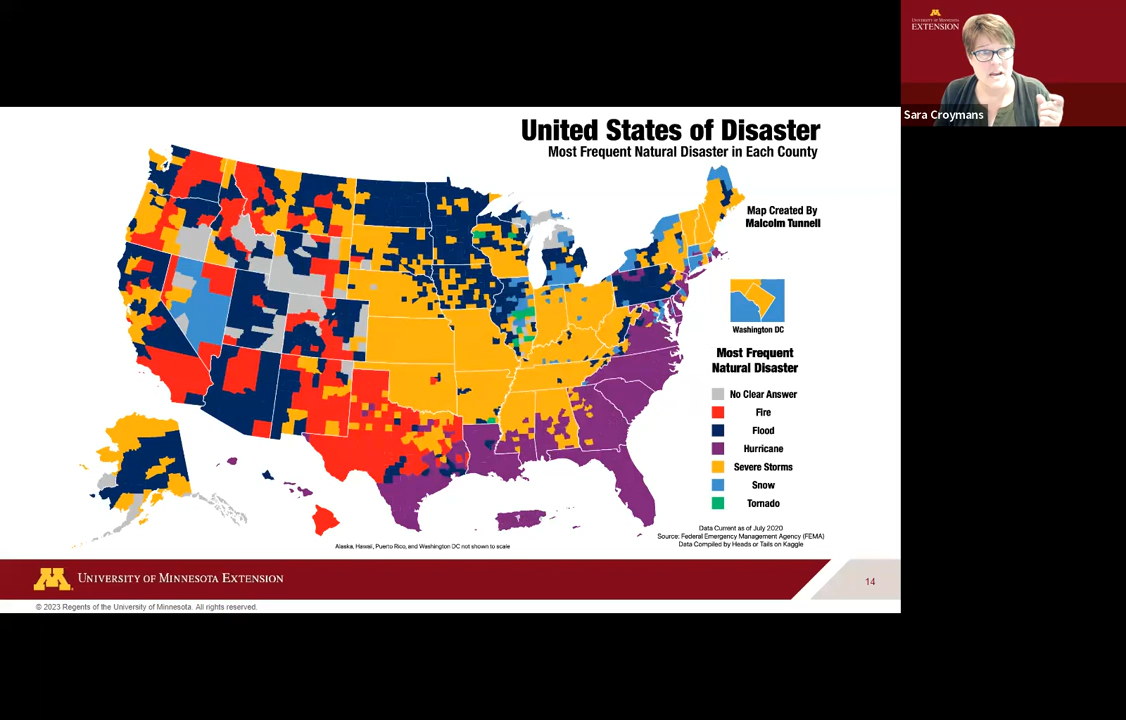 UNIVERSITY OF MINNESOTA
EXTENSION
Sara Croymans
United States of Disaster
Most Frequent Natural Disaster in Each County
Map Created By
Malcolm Tunnell
Washington DC
Most Frequent
Natural Disaster
No Clear Answer
Fire
Flood
Hurricane
Severe Storms
Snow
Tornado
Data Current as of July 2020
Source: Federal Emergency Management Agency (FEMA)
Data Compiled by Heads or Tails on Kaggle
Alaska, Hawaii, Puerto Rico, and Washington DC not shown to scale
UNIVERSITY OF MINNESOTA EXTENSION
14
© 2023 Regents of the University of Minnesota. All rights reserved.